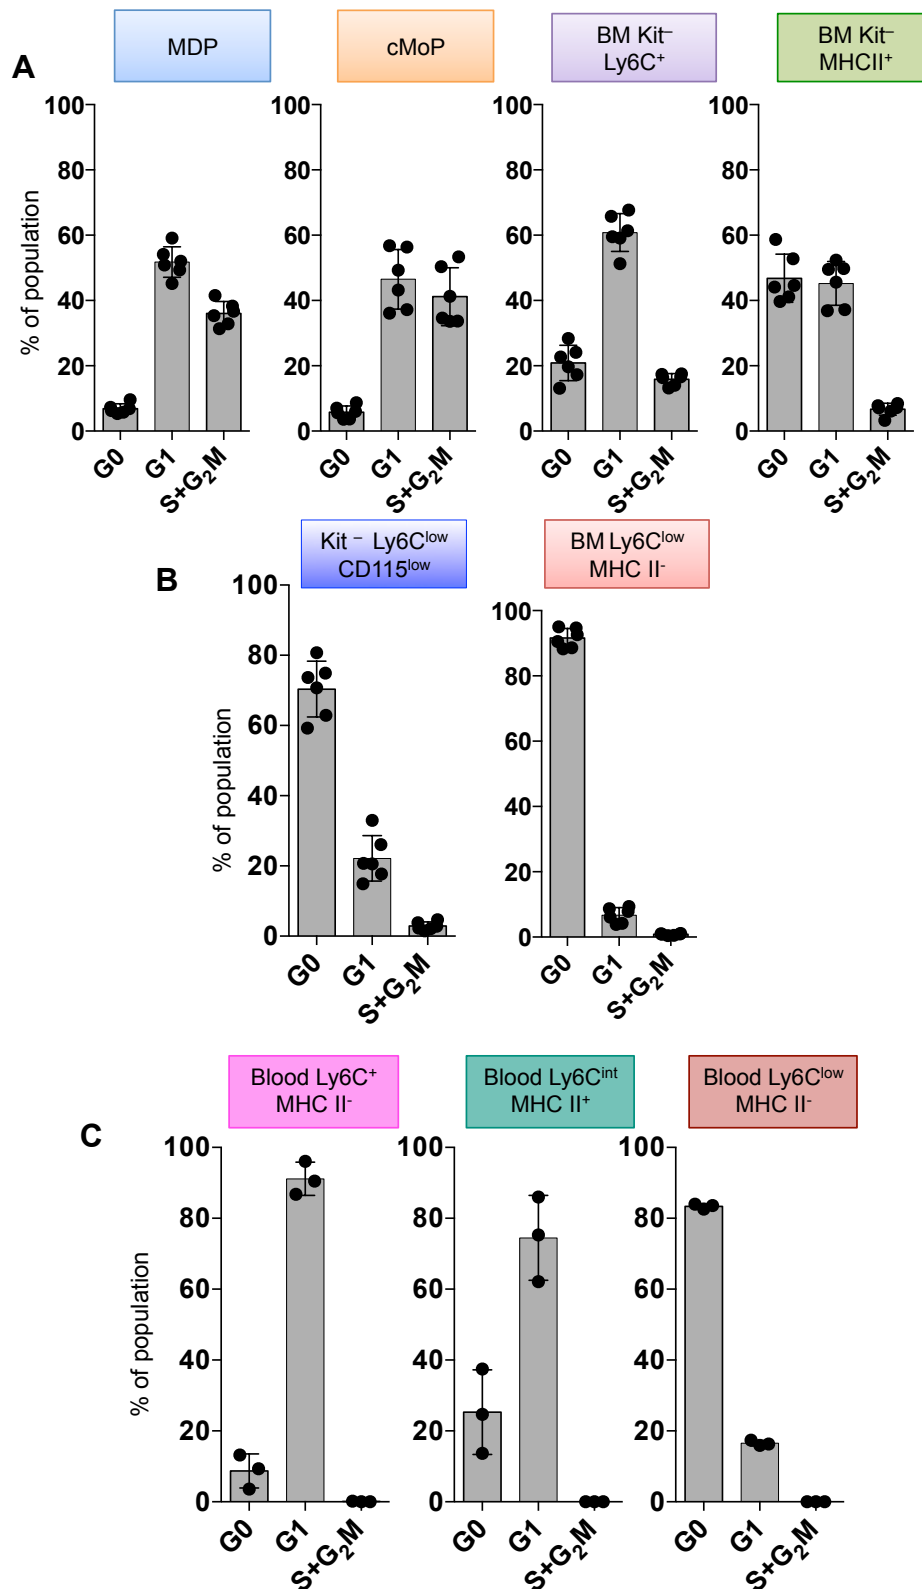 A
MDP
cMoP
BM Kit⁻
Ly6C⁺
BM Kit⁻
MHCII⁺
% of population
100
80
60
40
20
0
G0
G1
S+G₂M
100
80
60
40
20
0
G0
G1
S+G₂M
100
80
60
40
20
0
G0
G1
S+G₂M
100
80
60
40
20
0
G0
G1
S+G₂M
B
Kit ⁻ Ly6Cˡᵒʷ
CD115ˡᵒʷ
BM Ly6Cˡᵒʷ
MHC II⁻
% of population
100
80
60
40
20
0
G0
G1
S+G₂M
100
80
60
40
20
0
G0
G1
S+G₂M
C
Blood Ly6C⁺
MHC II⁻
Blood Ly6Cⁱⁿᵗ
MHC II⁺
Blood Ly6Cˡᵒʷ
MHC II⁻
% of population
100
80
60
40
20
0
G0
G1
S+G₂M
100
80
60
40
20
0
G0
G1
S+G₂M
100
80
60
40
20
0
G0
G1
S+G₂M